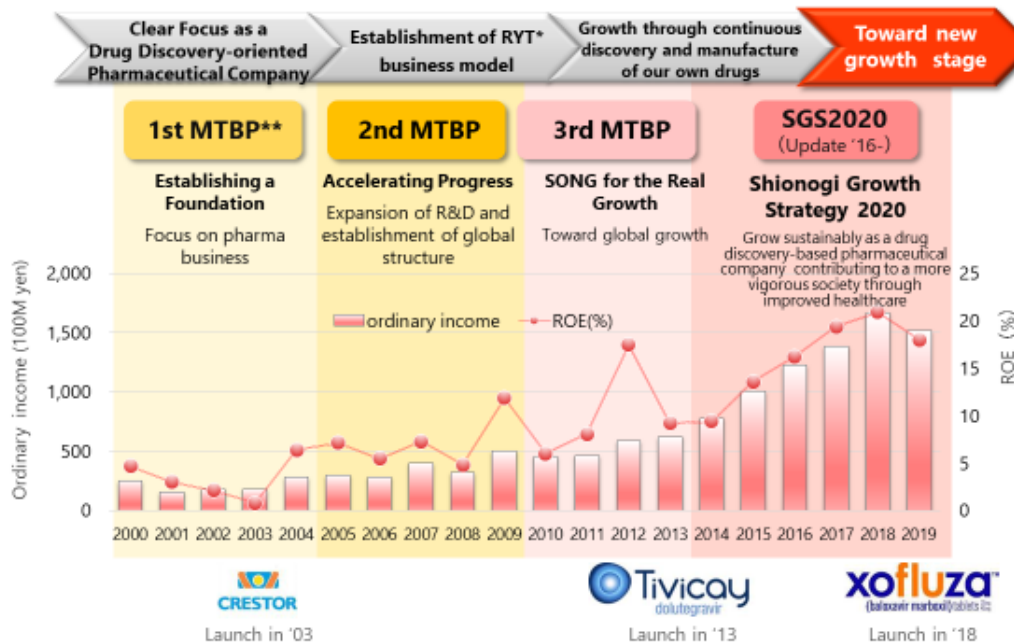 Clear Focus as a
Drug Discovery-oriented
Pharmaceutical Company
Establishment of RYT*
business model
Growth through continuous
discovery and manufacture
of our own drugs
Toward new
growth stage
1st MTBP**
2nd MTBP
3rd MTBP
SGS2020
(Update ‘16-)
Establishing a
Foundation
Focus on pharma
business
Accelerating Progress
Expansion of R&D and
establishment of global
structure
SONG for the Real
Growth
Toward global growth
Shionogi Growth
Strategy 2020
Grow sustainably as a drug
discovery-based pharmaceutical
company contributing to a more
vigorous society through
improved healthcare
Ordinary income (100M yen)
2,000
1,500
1,000
500
0
ordinary income
ROE(%)
25
20
15
10
5
0
ROE (%)
2000 2001 2002 2003 2004 2005 2006 2007 2008 2009 2010 2011 2012 2013 2014 2015 2016 2017 2018 2019
CRESTOR
Launch in ‘03
Tivicay
dolutegravir
Launch in ‘13
xofluza™
(baloxavir marboxil) tablets
Launch in ‘18